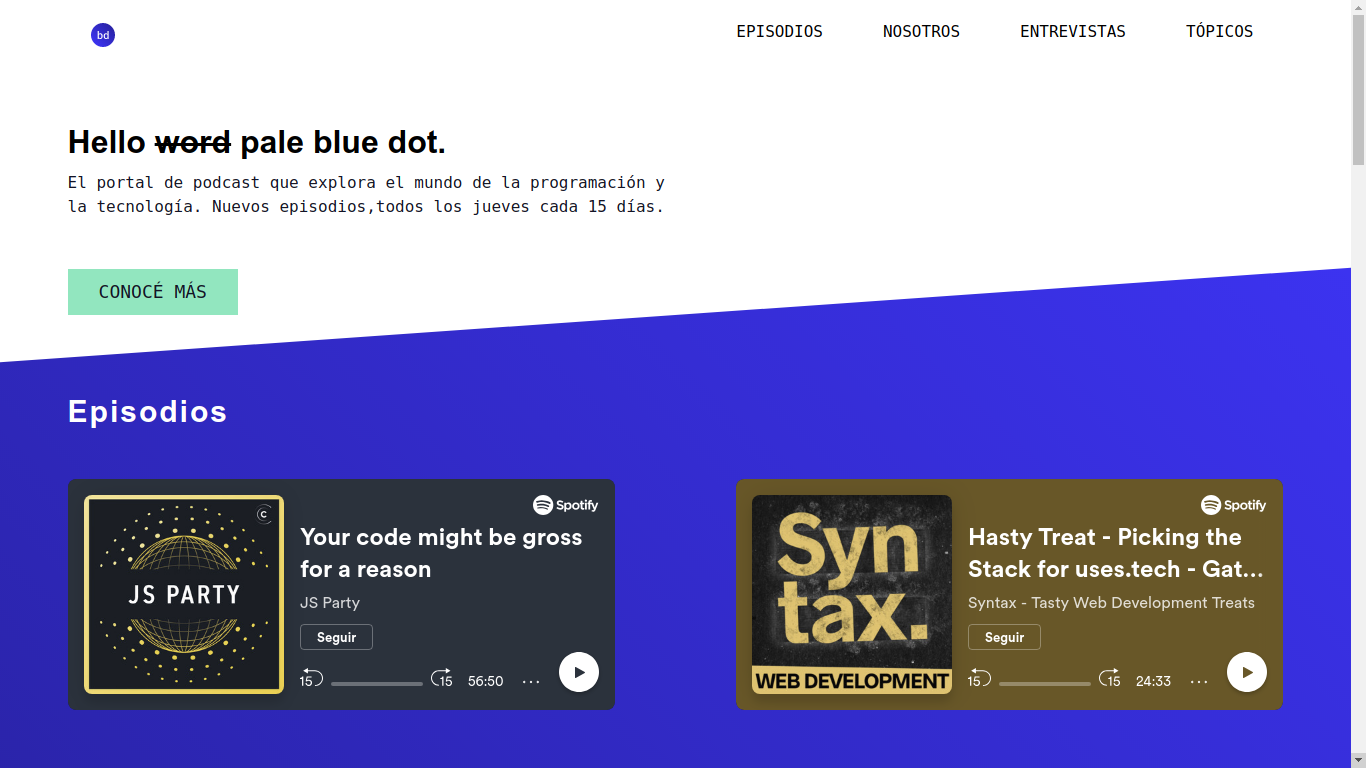 bd
EPISODIOS NOSOTROS ENTREVISTAS TÓPICOS
Hello word pale blue dot.
El portal de podcast que explora el mundo de la programación y
la tecnología. Nuevos episodios,todos los jueves cada 15 días.
CONOCÉ MÁS
Episodios
C
JS PARTY
Spotify
Your code might be gross
for a reason
JS Party
Seguir
15 15 56:50 ...
Syn
tax.
WEB DEVELOPMENT
Spotify
Hasty Treat - Picking the
Stack for uses.tech - Gat...
Syntax - Tasty Web Development Treats
Seguir
15 15 24:33 ...